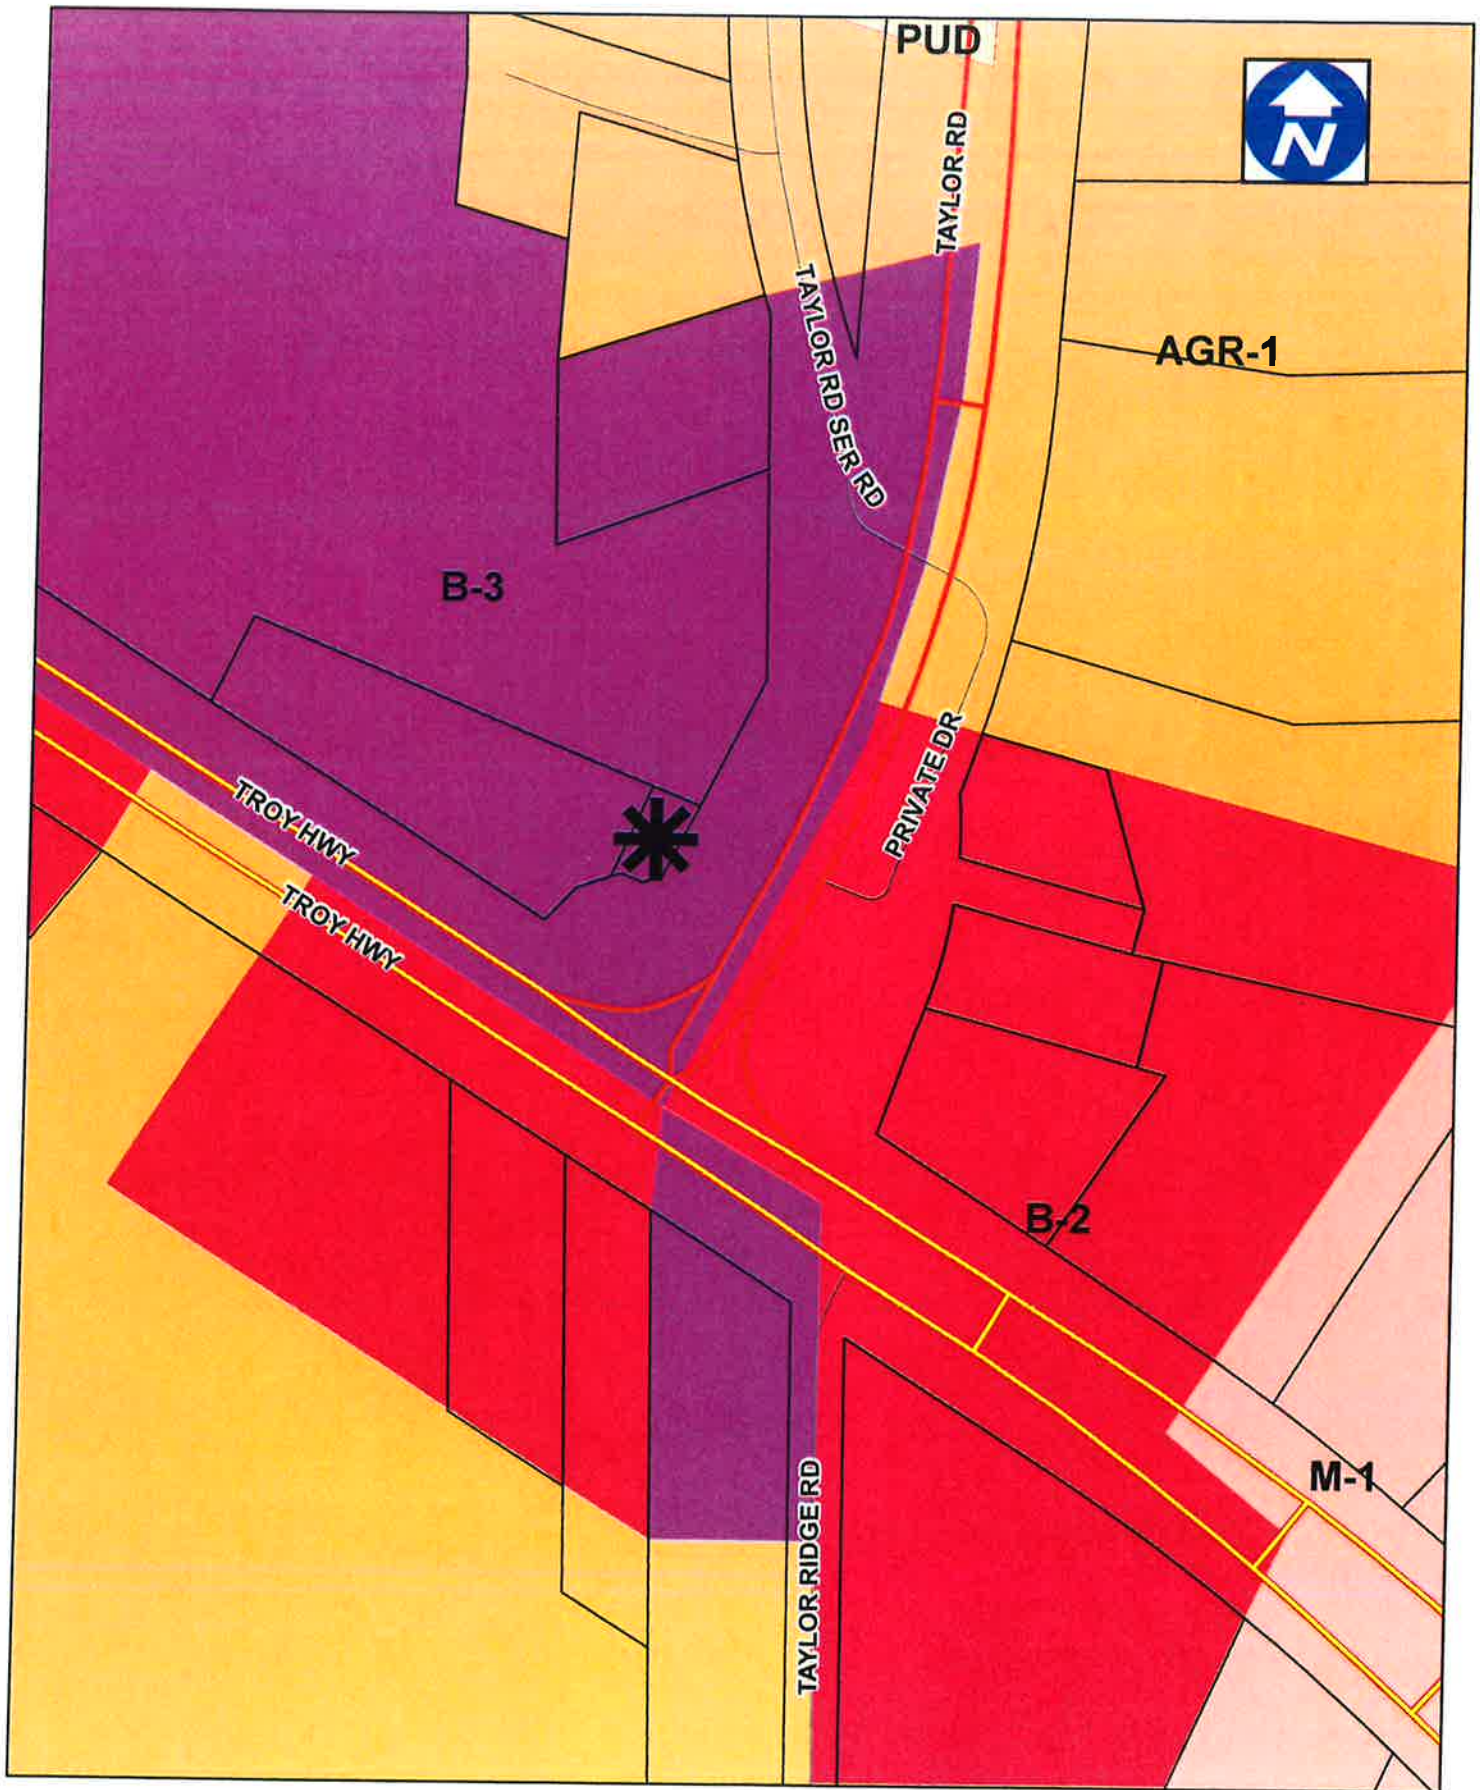 PUD
N
TAYLOR RD
TAYLOR RD SER RD
AGR-1
B-3
PRIVATE DR
TROY HWY
TROY HWY
B-2
M-1
TAYLOR RIDGE RD